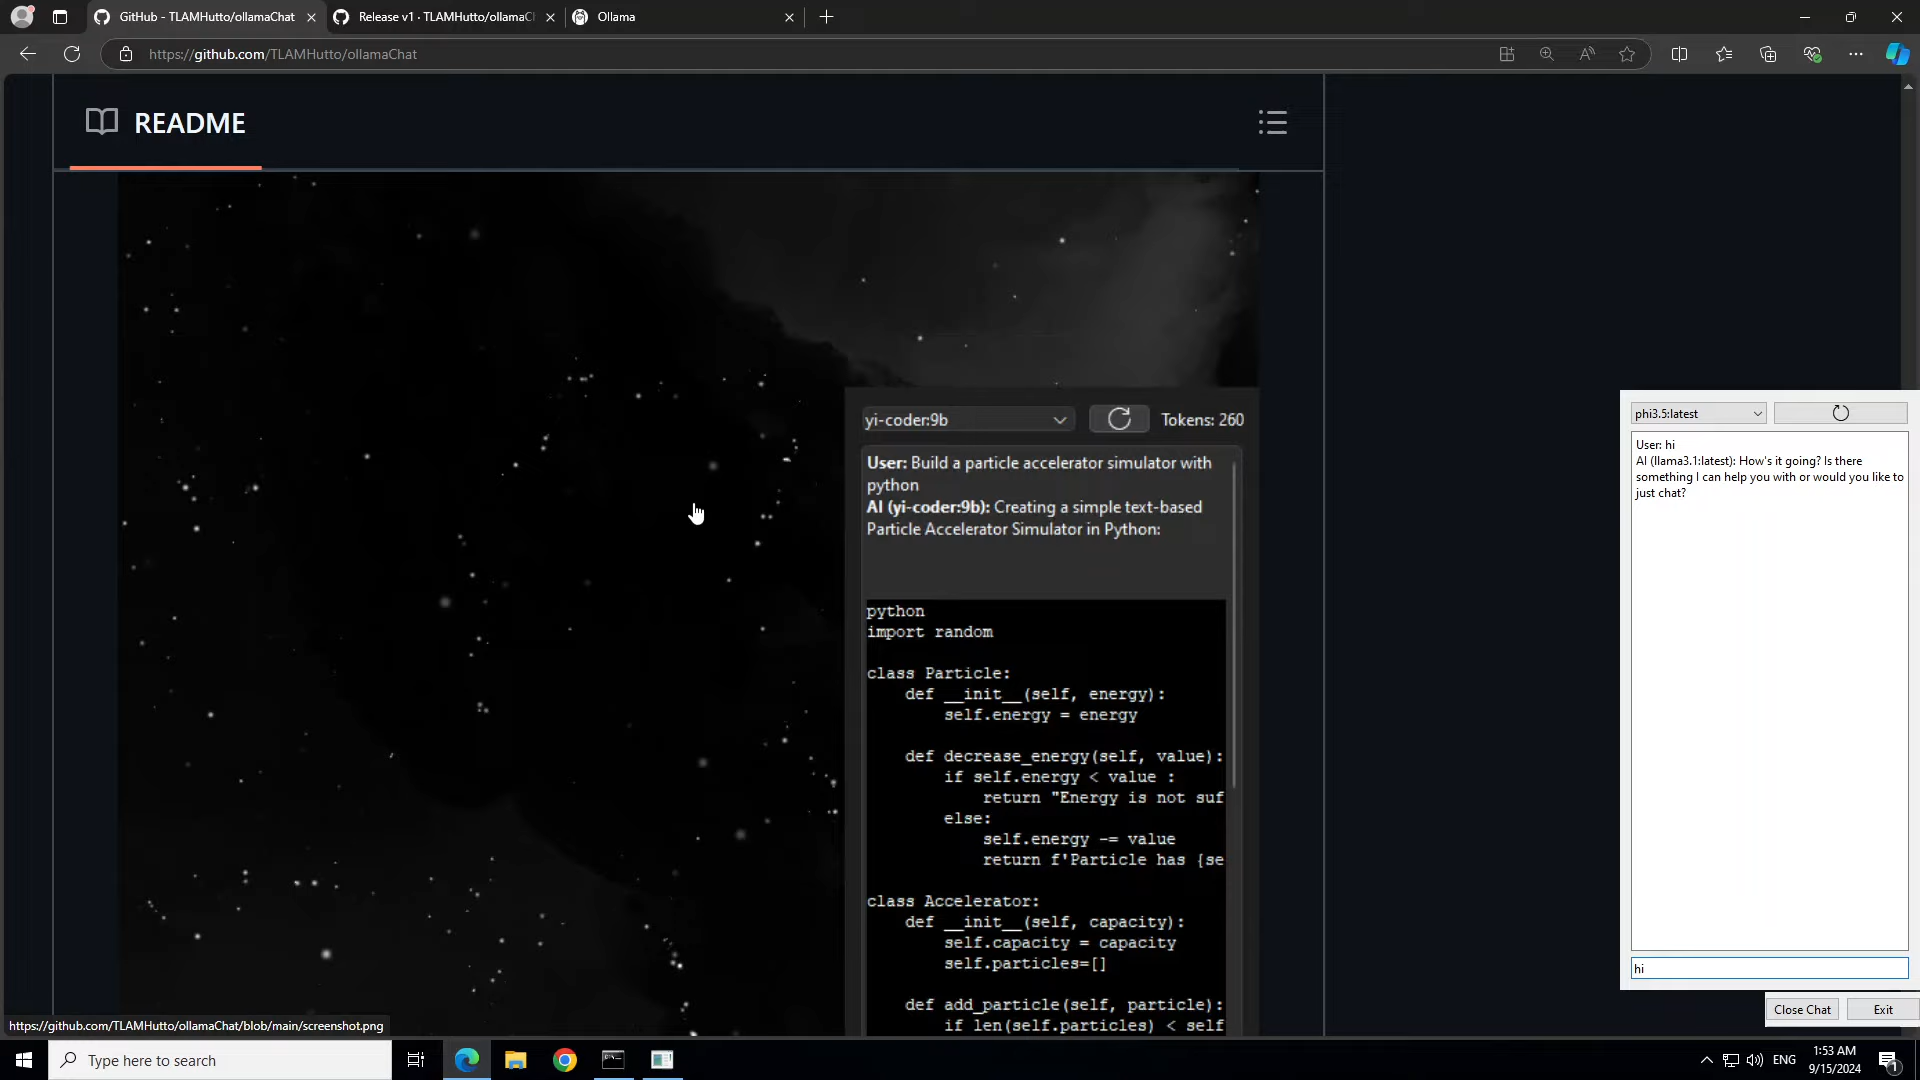 GitHub - TLAMHutto/ollamaChat
Release v1 · TLAMHutto/ollamaC
Ollama
https://github.com/TLAMHutto/ollamaChat
README
yi-coder:9b
Tokens: 260
User: Build a particle accelerator simulator with
python
AI (yi-coder:9b): Creating a simple text-based
Particle Accelerator Simulator in Python:
python
import random
class Particle:
def __init__(self, energy):
self.energy = energy
def decrease_energy(self, value):
if self.energy < value :
return "Energy is not suf
else:
self.energy -= value
return f'Particle has {se
class Accelerator:
def __init__(self, capacity):
self.capacity = capacity
self.particles=[]
def add_particle(self, particle):
if len(self.particles) < self
phi3.5:latest
User: hi
AI (llama3.1:latest): How's it going? Is there
something I can help you with or would you like to
just chat?
hi
Close Chat
Exit
https://github.com/TLAMHutto/ollamaChat/blob/main/screenshot.png
Type here to search
ENG
1:53 AM
9/15/2024
1